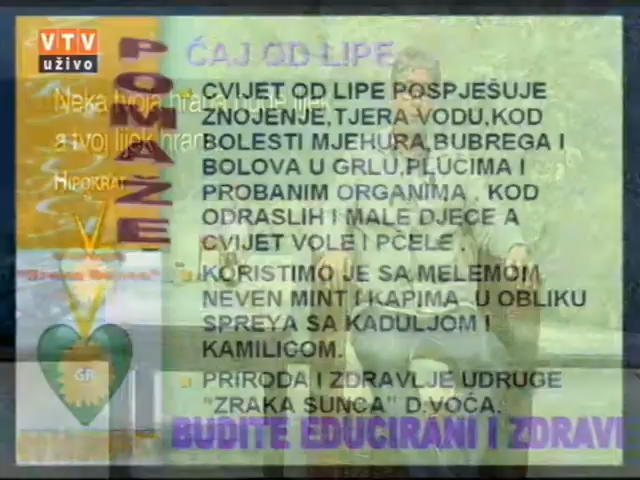 VTV
uživo
POMAŽE
ČAJ OD LIPE
Neka tvoja hrana bude lijek
a tvoj lijek hrana
HIPOKRAT
CVIJET OD LIPE POSPJEŠUJE
ZNOJENJE,TJERA VODU,KOD
BOLESTI MJEHURA,BUBREGA I
BOLOVA U GRLU,PLUĆIMA I
PROBANIM ORGANIMA . KOD
ODRASLIH I MALE DJECE A
CVIJET VOLE I PČELE .
KORISTIMO JE SA MELEMOM
NEVEN MINT I KAPIMA U OBLIKU
SPREYA SA KADULJOM I
KAMILICOM.
PRIRODA I ZDRAVLJE UDRUGE
"ZRAKA SUNCA" D.VOĆA.
GR
BUDITE EDUCIRANI I ZDRAVI